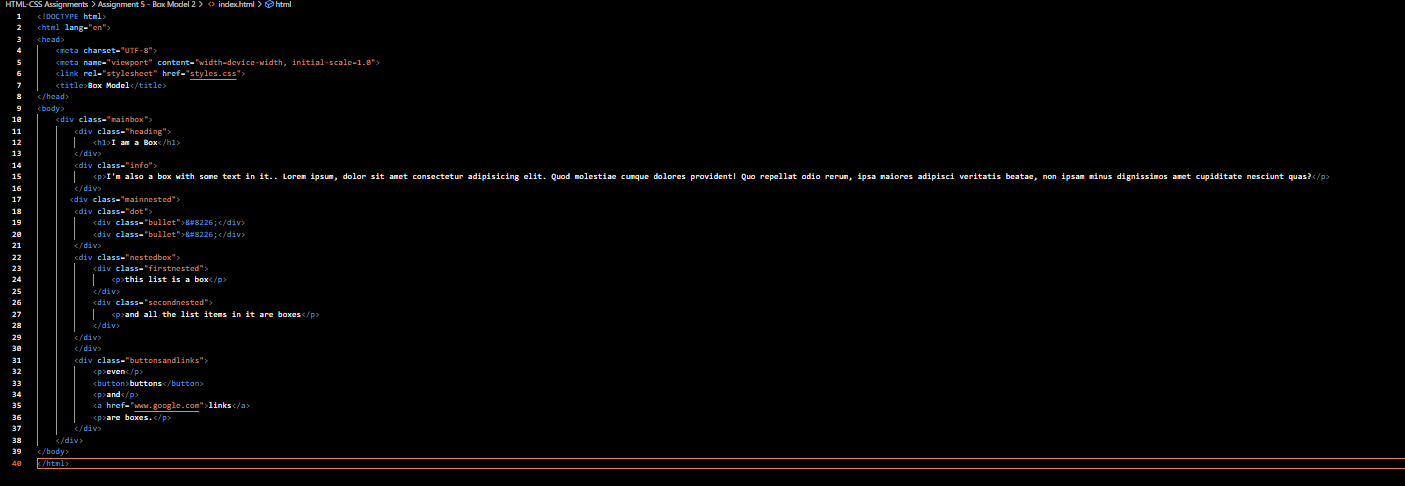 HTML-CSS Assignments > Assignment 5 - Box Model 2 > <> index.html > html
1 <!DOCTYPE html>
2 <html lang="en">
3 <head>
4     <meta charset="UTF-8">
5     <meta name="viewport" content="width=device-width, initial-scale=1.0">
6     <link rel="stylesheet" href="styles.css">
7     <title>Box Model</title>
8 </head>
9 <body>
10     <div class="mainbox">
11         <div class="heading">
12             <h1>I am a Box</h1>
13         </div>
14         <div class="info">
15             <p>I'm also a box with some text in it.. Lorem ipsum, dolor sit amet consectetur adipisicing elit. Quod molestiae cumque dolores provident! Quo repellat odio rerum, ipsa maiores adipisci veritatis beatae, non ipsam minus dignissimos amet cupiditate nesciunt quas?</p>
16         </div>
17        <div class="mainnested">
18         <div class="dot">
19             <div class="bullet">&#8226;</div>
20             <div class="bullet">&#8226;</div>
21         </div>
22         <div class="nestedbox">
23             <div class="firstnested">
24                 <p>this list is a box</p>
25             </div>
26             <div class="secondnested">
27                 <p>and all the list items in it are boxes</p>
28             </div>
29         </div>
30         </div>
31         <div class="buttonsandlinks">
32             <p>even</p>
33             <button>buttons</button>
34             <p>and</p>
35             <a href="www.google.com">links</a>
36             <p>are boxes.</p>
37         </div>
38     </div>
39 </body>
40 </html>